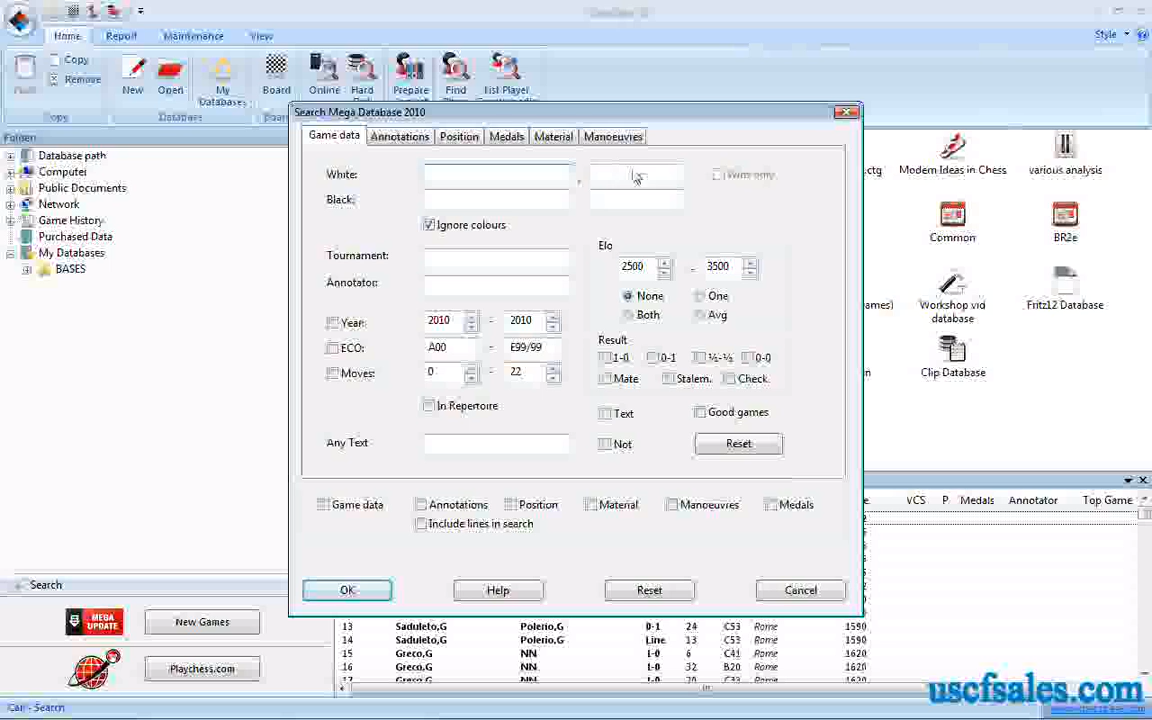 Home Report Maintenance View Style
Copy
Remove
New Open My Databases Board Online Hard Prepare Find List Player
Copy Database
Search Mega Database 2010
Game data Annotations Position Medals Material Manoeuvres
Database path
Computer
Public Documents
Network
Game History
Purchased Data
My Databases
BASES
White: ,
Black:
Ignore colours
Tournament:
Annotator:
Elo
2500 - 3500
None One
Both Avg
Year: 2010 - 2010
ECO: A00 - E99/99
Moves: 0 - 22
Result
1-0 0-1 ½-½ 0-0
Mate Stalem. Check.
In Repertoire
Text Good games
Any Text
Not Reset
Game data Annotations Position Material Manoeuvres Medals
Include lines in search
OK Help Reset Cancel
.ctg Modern Ideas in Chess various analysis
Common BR2e
Workshop vid database Fritz12 Database
Clip Database
VCS P Medals Annotator Top Game
Search
MEGA UPDATE New Games
Playchess.com
13 Saduleto,G Polerio,G 0-1 24 C53 Rome 1590
14 Saduleto,G Polerio,G Line 13 C53 Rome 1590
15 Greco,G NN 1-0 6 C41 Rome 1620
16 Greco,G NN 1-0 32 B20 Rome 1620
uscfsales.com